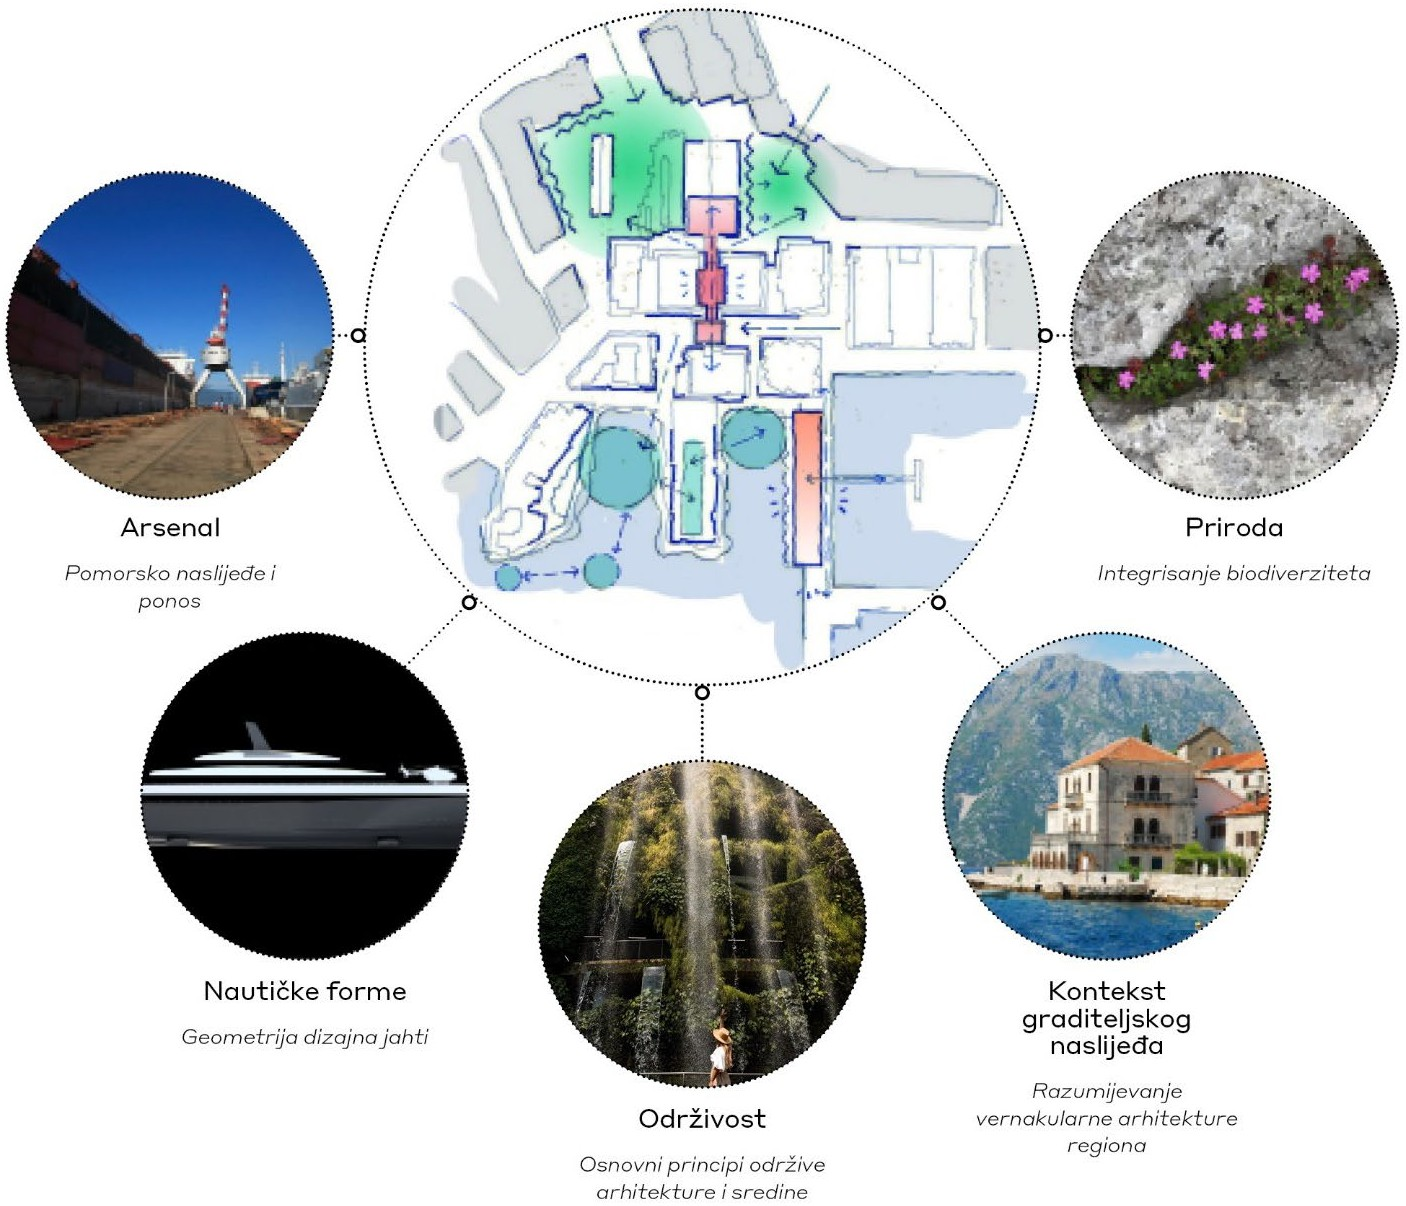 Arsenal
Pomorsko naslijeđe i
ponos
Priroda
Integrisanje biodiverziteta
Nautičke forme
Geometrija dizajna jahti
Kontekst
graditeljskog
naslijeđa
Razumijevanje
vernakularne arhitekture
regiona
Održivost
Osnovni principi održive
arhitekture i sredine